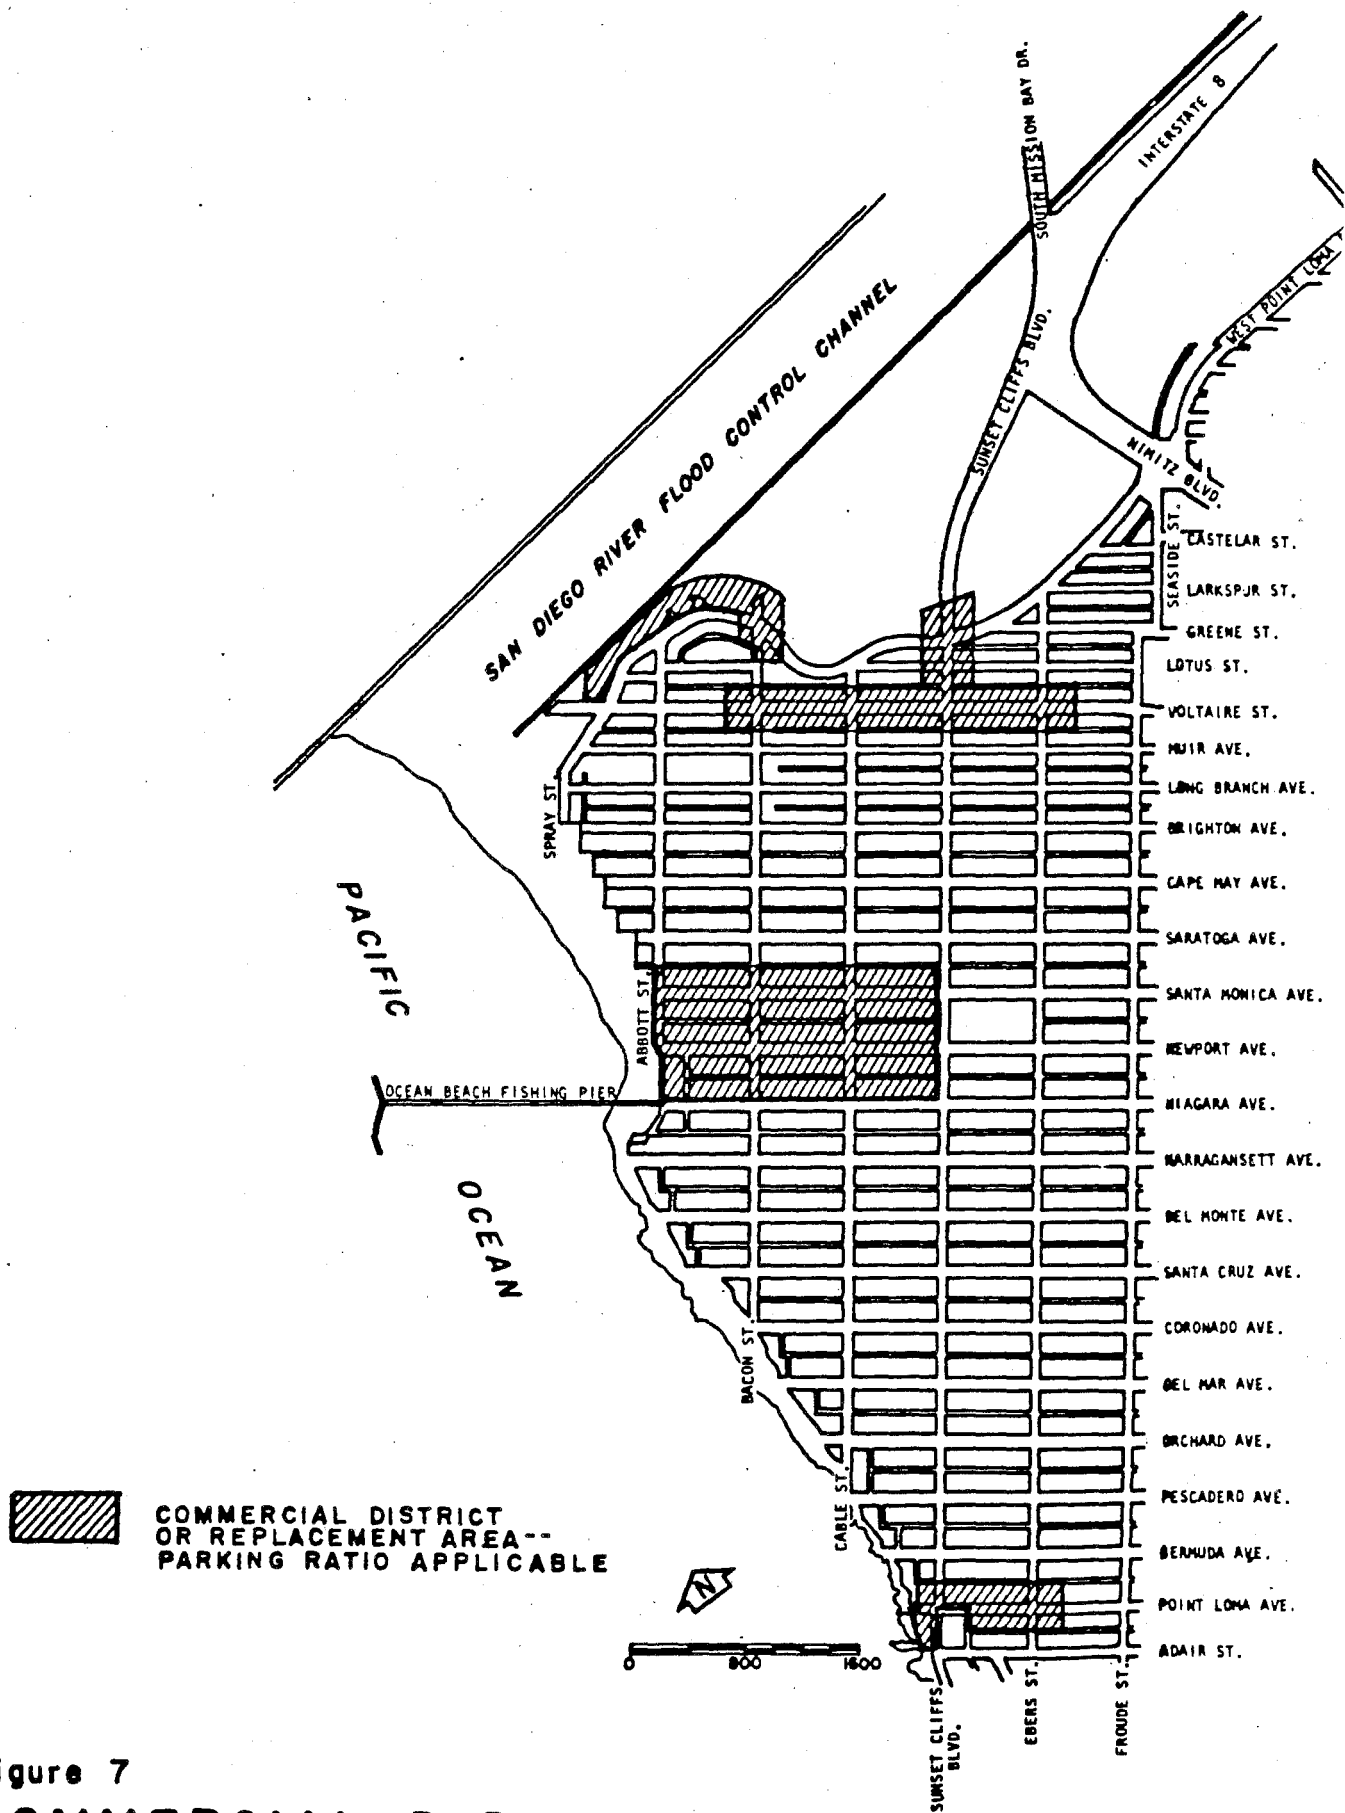 SOUTH MISSION BAY DR.
INTERSTATE 8
WEST POINT LOMA
SUNSET CLIFFS BLVD.
NIMITZ BLVD.
SAN DIEGO RIVER FLOOD CONTROL CHANNEL
SEASIDE ST.
CASTELAR ST.
LARKSPUR ST.
GREENE ST.
LOTUS ST.
VOLTAIRE ST.
MUIR AVE.
LONG BRANCH AVE.
BRIGHTON AVE.
CAPE MAY AVE.
SARATOGA AVE.
SANTA MONICA AVE.
NEWPORT AVE.
NIAGARA AVE.
NARRAGANSETT AVE.
DEL MONTE AVE.
SANTA CRUZ AVE.
CORONADO AVE.
DEL MAR AVE.
ORCHARD AVE.
PESCADERO AVE.
BERMUDA AVE.
POINT LOMA AVE.
ADAIR ST.
SPRAY ST.
ABBOTT ST.
PACIFIC
OCEAN
OCEAN BEACH FISHING PIER
BACON ST.
CABLE ST.
SUNSET CLIFFS
BLVD.
EBERS ST.
FROUDE ST.
COMMERCIAL DISTRICT
OR REPLACEMENT AREA--
PARKING RATIO APPLICABLE
N
0 800 1600
igure 7